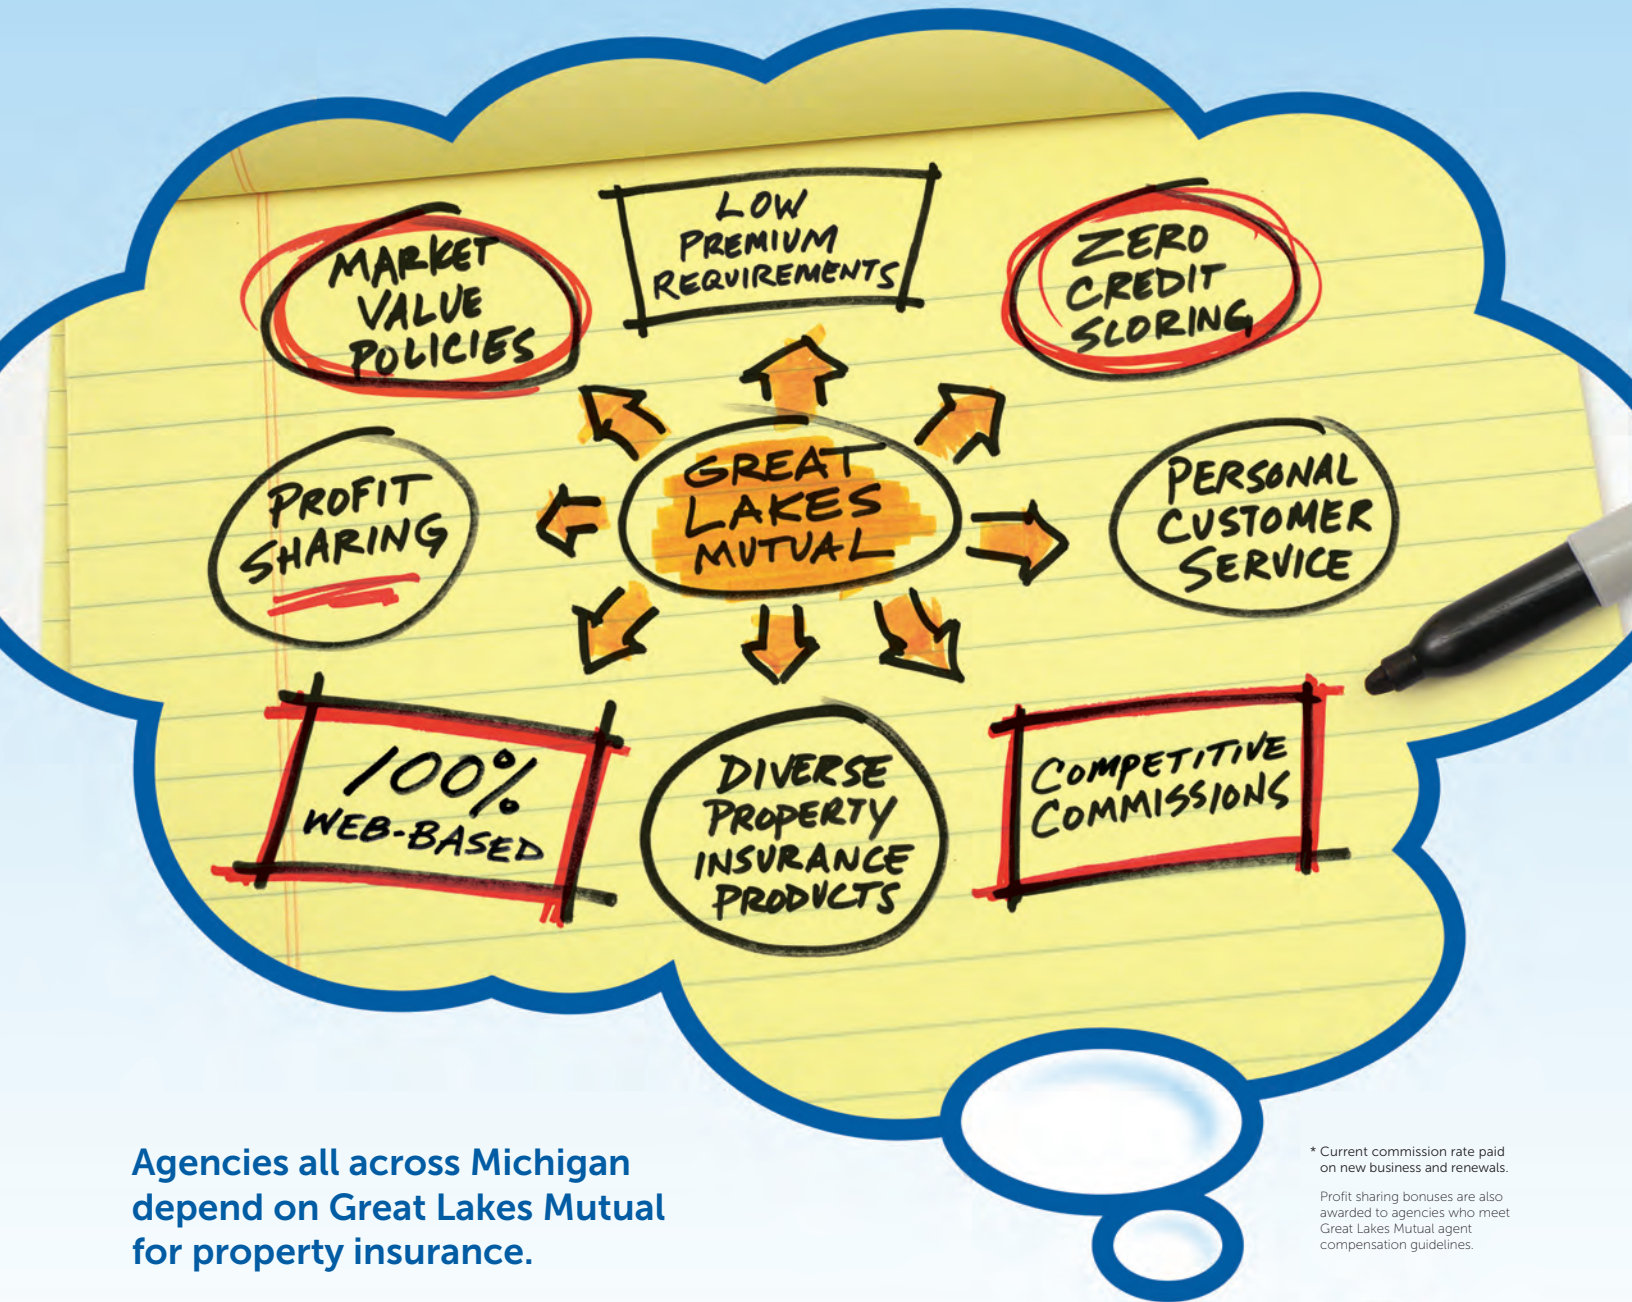 MARKET
VALUE
POLICIES
LOW
PREMIUM
REQUIREMENTS
ZERO
CREDIT
SCORING
PROFIT
SHARING
GREAT
LAKES
MUTUAL
PERSONAL
CUSTOMER
SERVICE
100%
WEB-BASED
DIVERSE
PROPERTY
INSURANCE
PRODUCTS
COMPETITIVE
COMMISSIONS
Agencies all across Michigan
depend on Great Lakes Mutual
for property insurance.
* Current commission rate paid
on new business and renewals.
Profit sharing bonuses are also
awarded to agencies who meet
Great Lakes Mutual agent
compensation guidelines.